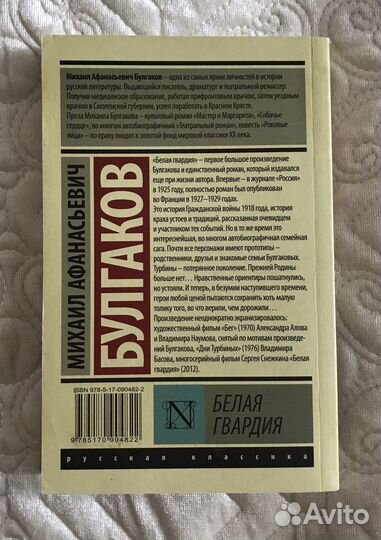 Михаил Афанасьевич Булгаков – одна из самых ярких личностей в истории
русской литературы. Выдающийся писатель, драматург и театральный режиссер.
Получив медицинское образование, работал прифронтовым врачом, затем уездным
врачом в Смоленской губернии, успел поработать в Красном Кресте.
Проза Михаила Булгакова – культовый роман «Мастер и Маргарита», «Собачье
сердце», во многом автобиографичный «Театральный роман», повесть «Роковые
яйца» – по праву входит в золотой фонд мировой классики XX века.
МИХАИЛ АФАНАСЬЕВИЧ
БУЛГАКОВ
«Белая гвардия» – первое большое произведение
Булгакова и единственный роман, который издавался
еще при жизни автора. Впервые – в журнале «Россия»
в 1925 году, полностью роман был опубликован
во Франции в 1927–1929 годах.
Это история Гражданской войны 1918 года, история
краха устоев и традиций, рассказанная очевидцем
и участником тех событий. Но в то же время это
интереснейшая, во многом автобиографичная семейная
сага. Почти все персонажи имеют прототипы –
родственники, друзья и знакомые семьи Булгаковых.
Турбины – потерянное поколение. Прежней Родины
больше нет... Нравственные ориентиры пошатнулись,
но устояли. И теперь, в безумии наступившего времени,
герои любой ценой пытаются сохранить хоть малую
толику того, во что верили, чем дорожили...
Произведение неоднократно экранизировалось:
художественный фильм «Бег» (1970) Александра Алова
и Владимира Наумова, снятый по мотивам произведе-
ний Булгакова, «Дни Турбиных» (1976) Владимира
Басова, многосерийный фильм Сергея Снежкина «Белая
гвардия» (2012).
ISBN 978-5-17-090482-2
9 785170 904822
N
БЕЛАЯ
ГВАРДИЯ
русская классика
Avito